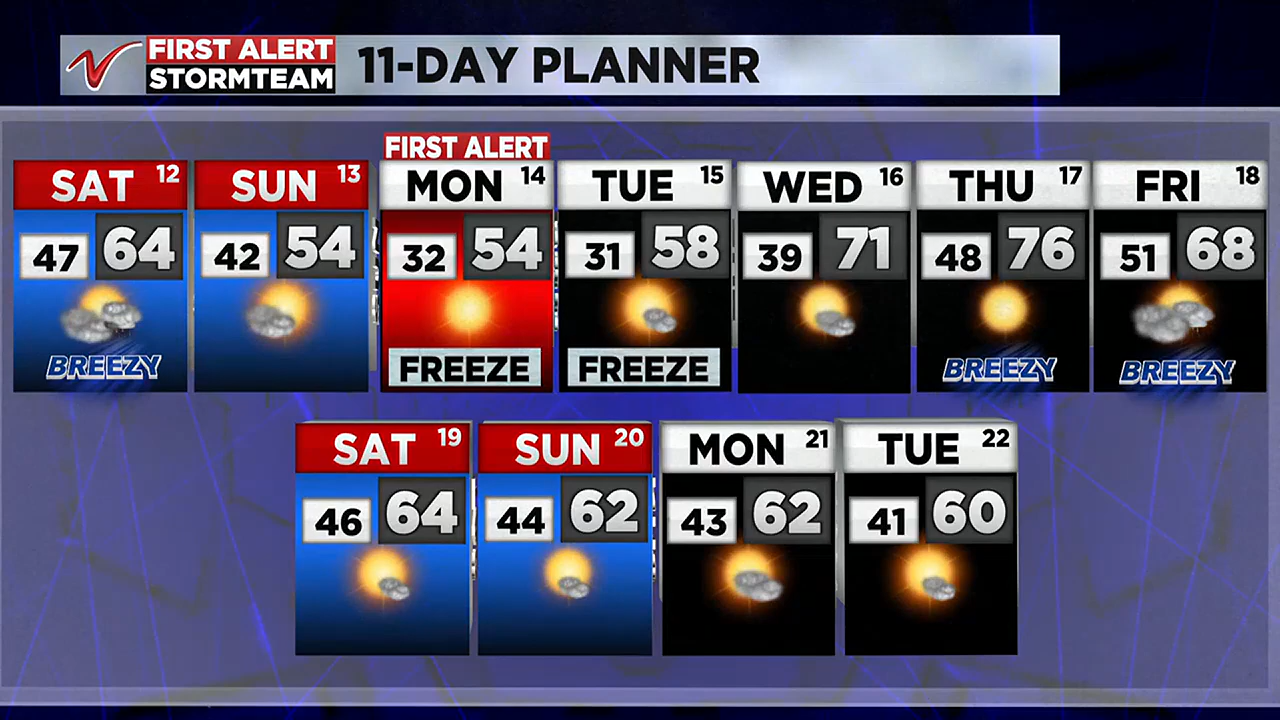 FIRST ALERT
STORMTEAM
11-DAY PLANNER
FIRST ALERT
SAT 12
SUN 13
MON 14
TUE 15
WED 16
THU 17
FRI 18
47 64
42 54
32 54
31 58
39 71
48 76
51 68
BREEZY
FREEZE
FREEZE
BREEZY
BREEZY
SAT 19
SUN 20
MON 21
TUE 22
46 64
44 62
43 62
41 60